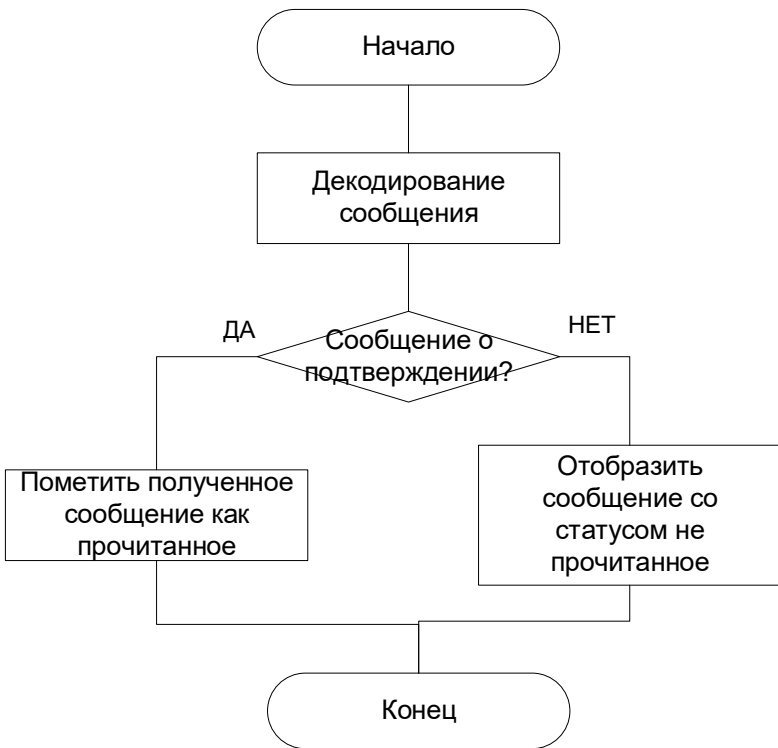 Начало
Декодирование
сообщения
ДА
НЕТ
Сообщение о
подтверждении?
Пометить полученное
сообщение как
прочитанное
Отобразить
сообщение со
статусом не
прочитанное
Конец